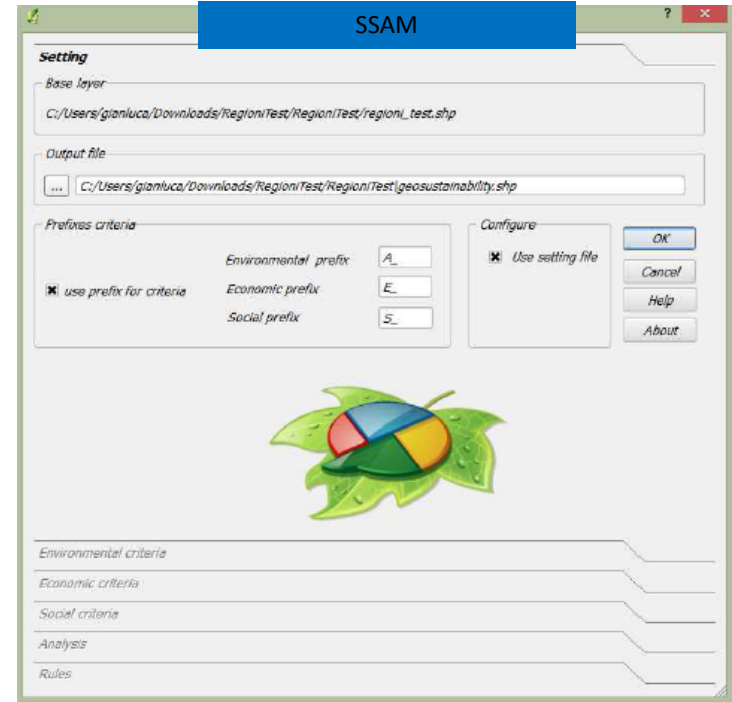 SSAM
?
Setting
Base layer
C:/Users/gianluca/Downloads/RegioniTest/RegioniTest/regioni_test.shp
Output file
... C:/Users/gianluca/Downloads/RegioniTest/RegioniTest\geosustainability.shp
Prefixes criteria
use prefix for criteria
Environmental prefix A_
Economic prefix E_
Social prefix S_
Configure
Use setting file
OK
Cancel
Help
About
Environmental criteria
Economic criteria
Social criteria
Analysis
Rules